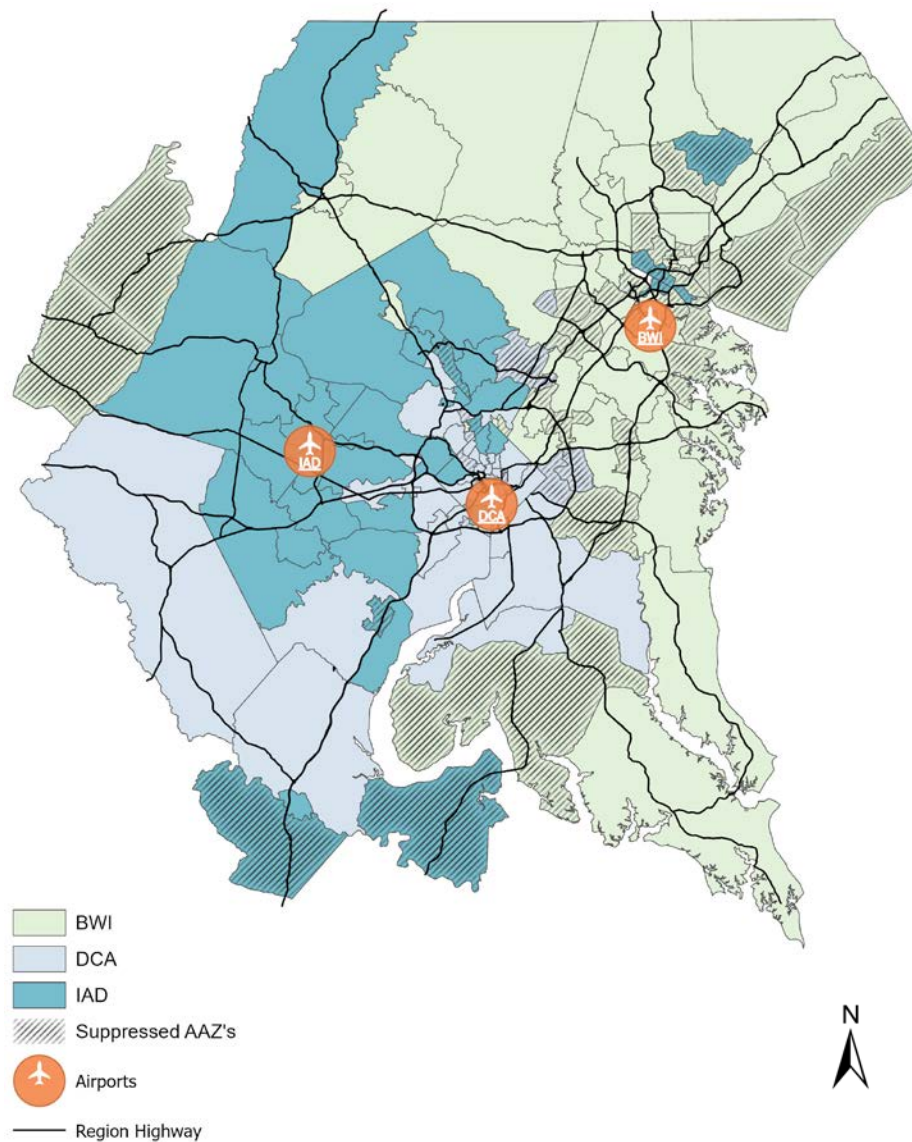 BWI
IAD
DCA
BWI
DCA
IAD
Suppressed AAZ's
Airports
Region Highway
N